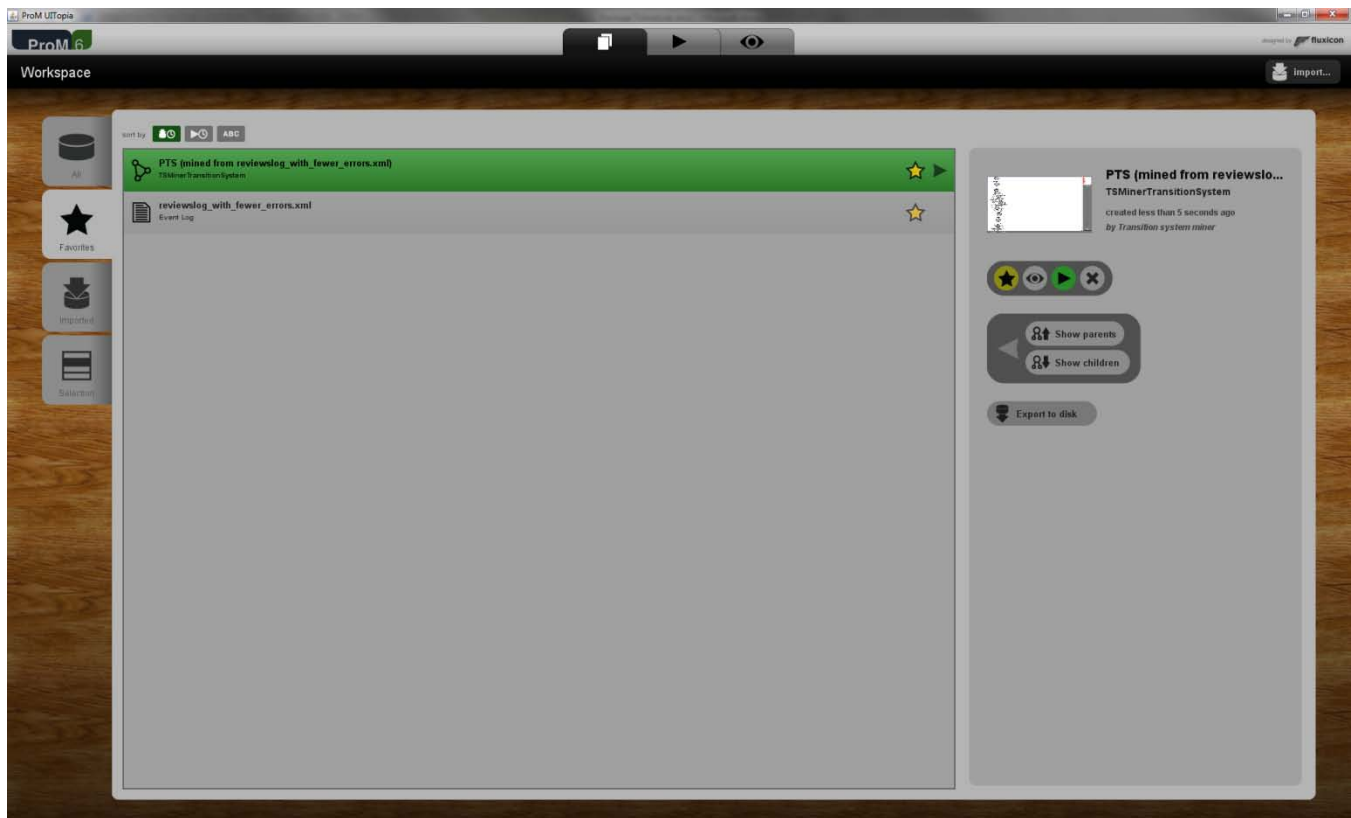 ProM UITopia
ProM 6
designed by fluxicon
Workspace
import...
sort by ABC
All
Favorites
Imported
Selection
PTS (mined from reviewslog_with_fewer_errors.xml)
TSMinerTransitionSystem
reviewslog_with_fewer_errors.xml
Event Log
PTS (mined from reviewslo...
TSMinerTransitionSystem
created less than 5 seconds ago
by Transition system miner
Show parents
Show children
Export to disk